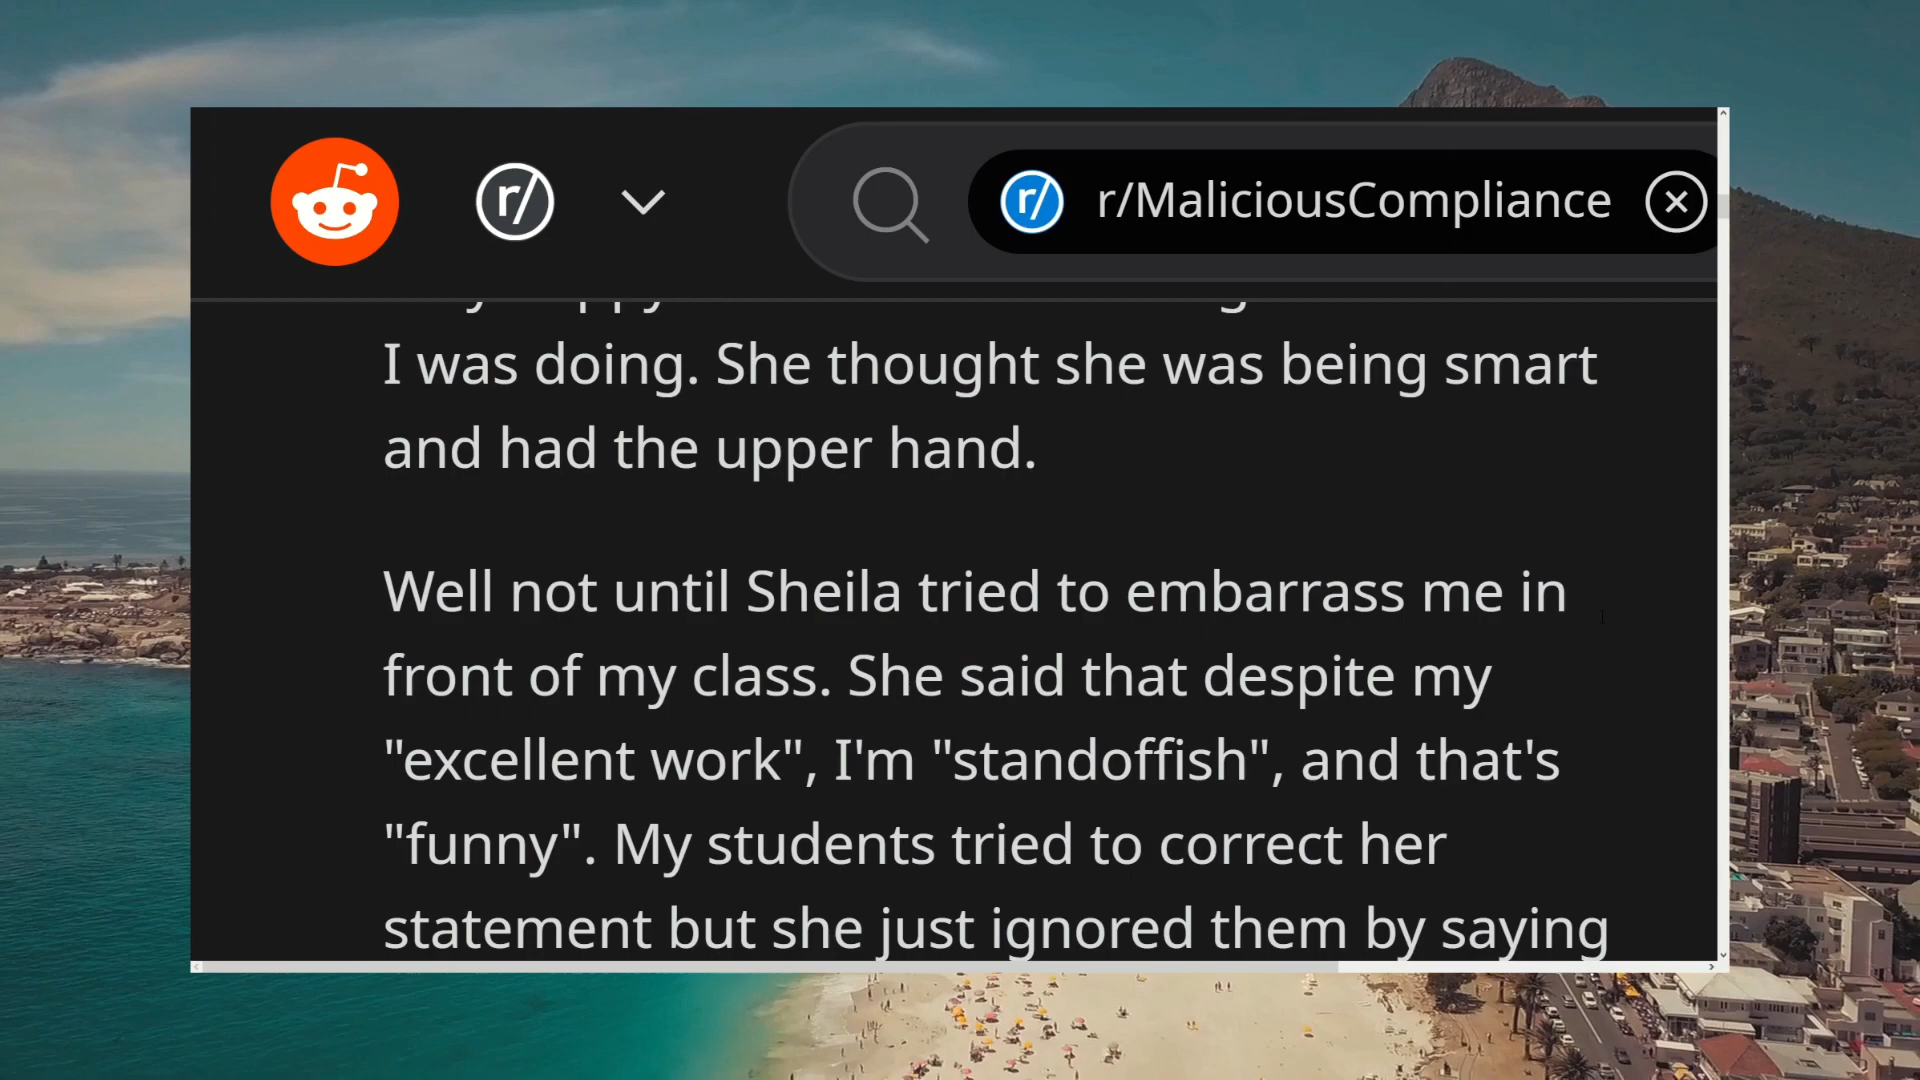 r/
r/ r/MaliciousCompliance
I was doing. She thought she was being smart
and had the upper hand.
Well not until Sheila tried to embarrass me in
front of my class. She said that despite my
"excellent work", I'm "standoffish", and that's
"funny". My students tried to correct her
statement but she just ignored them by saying